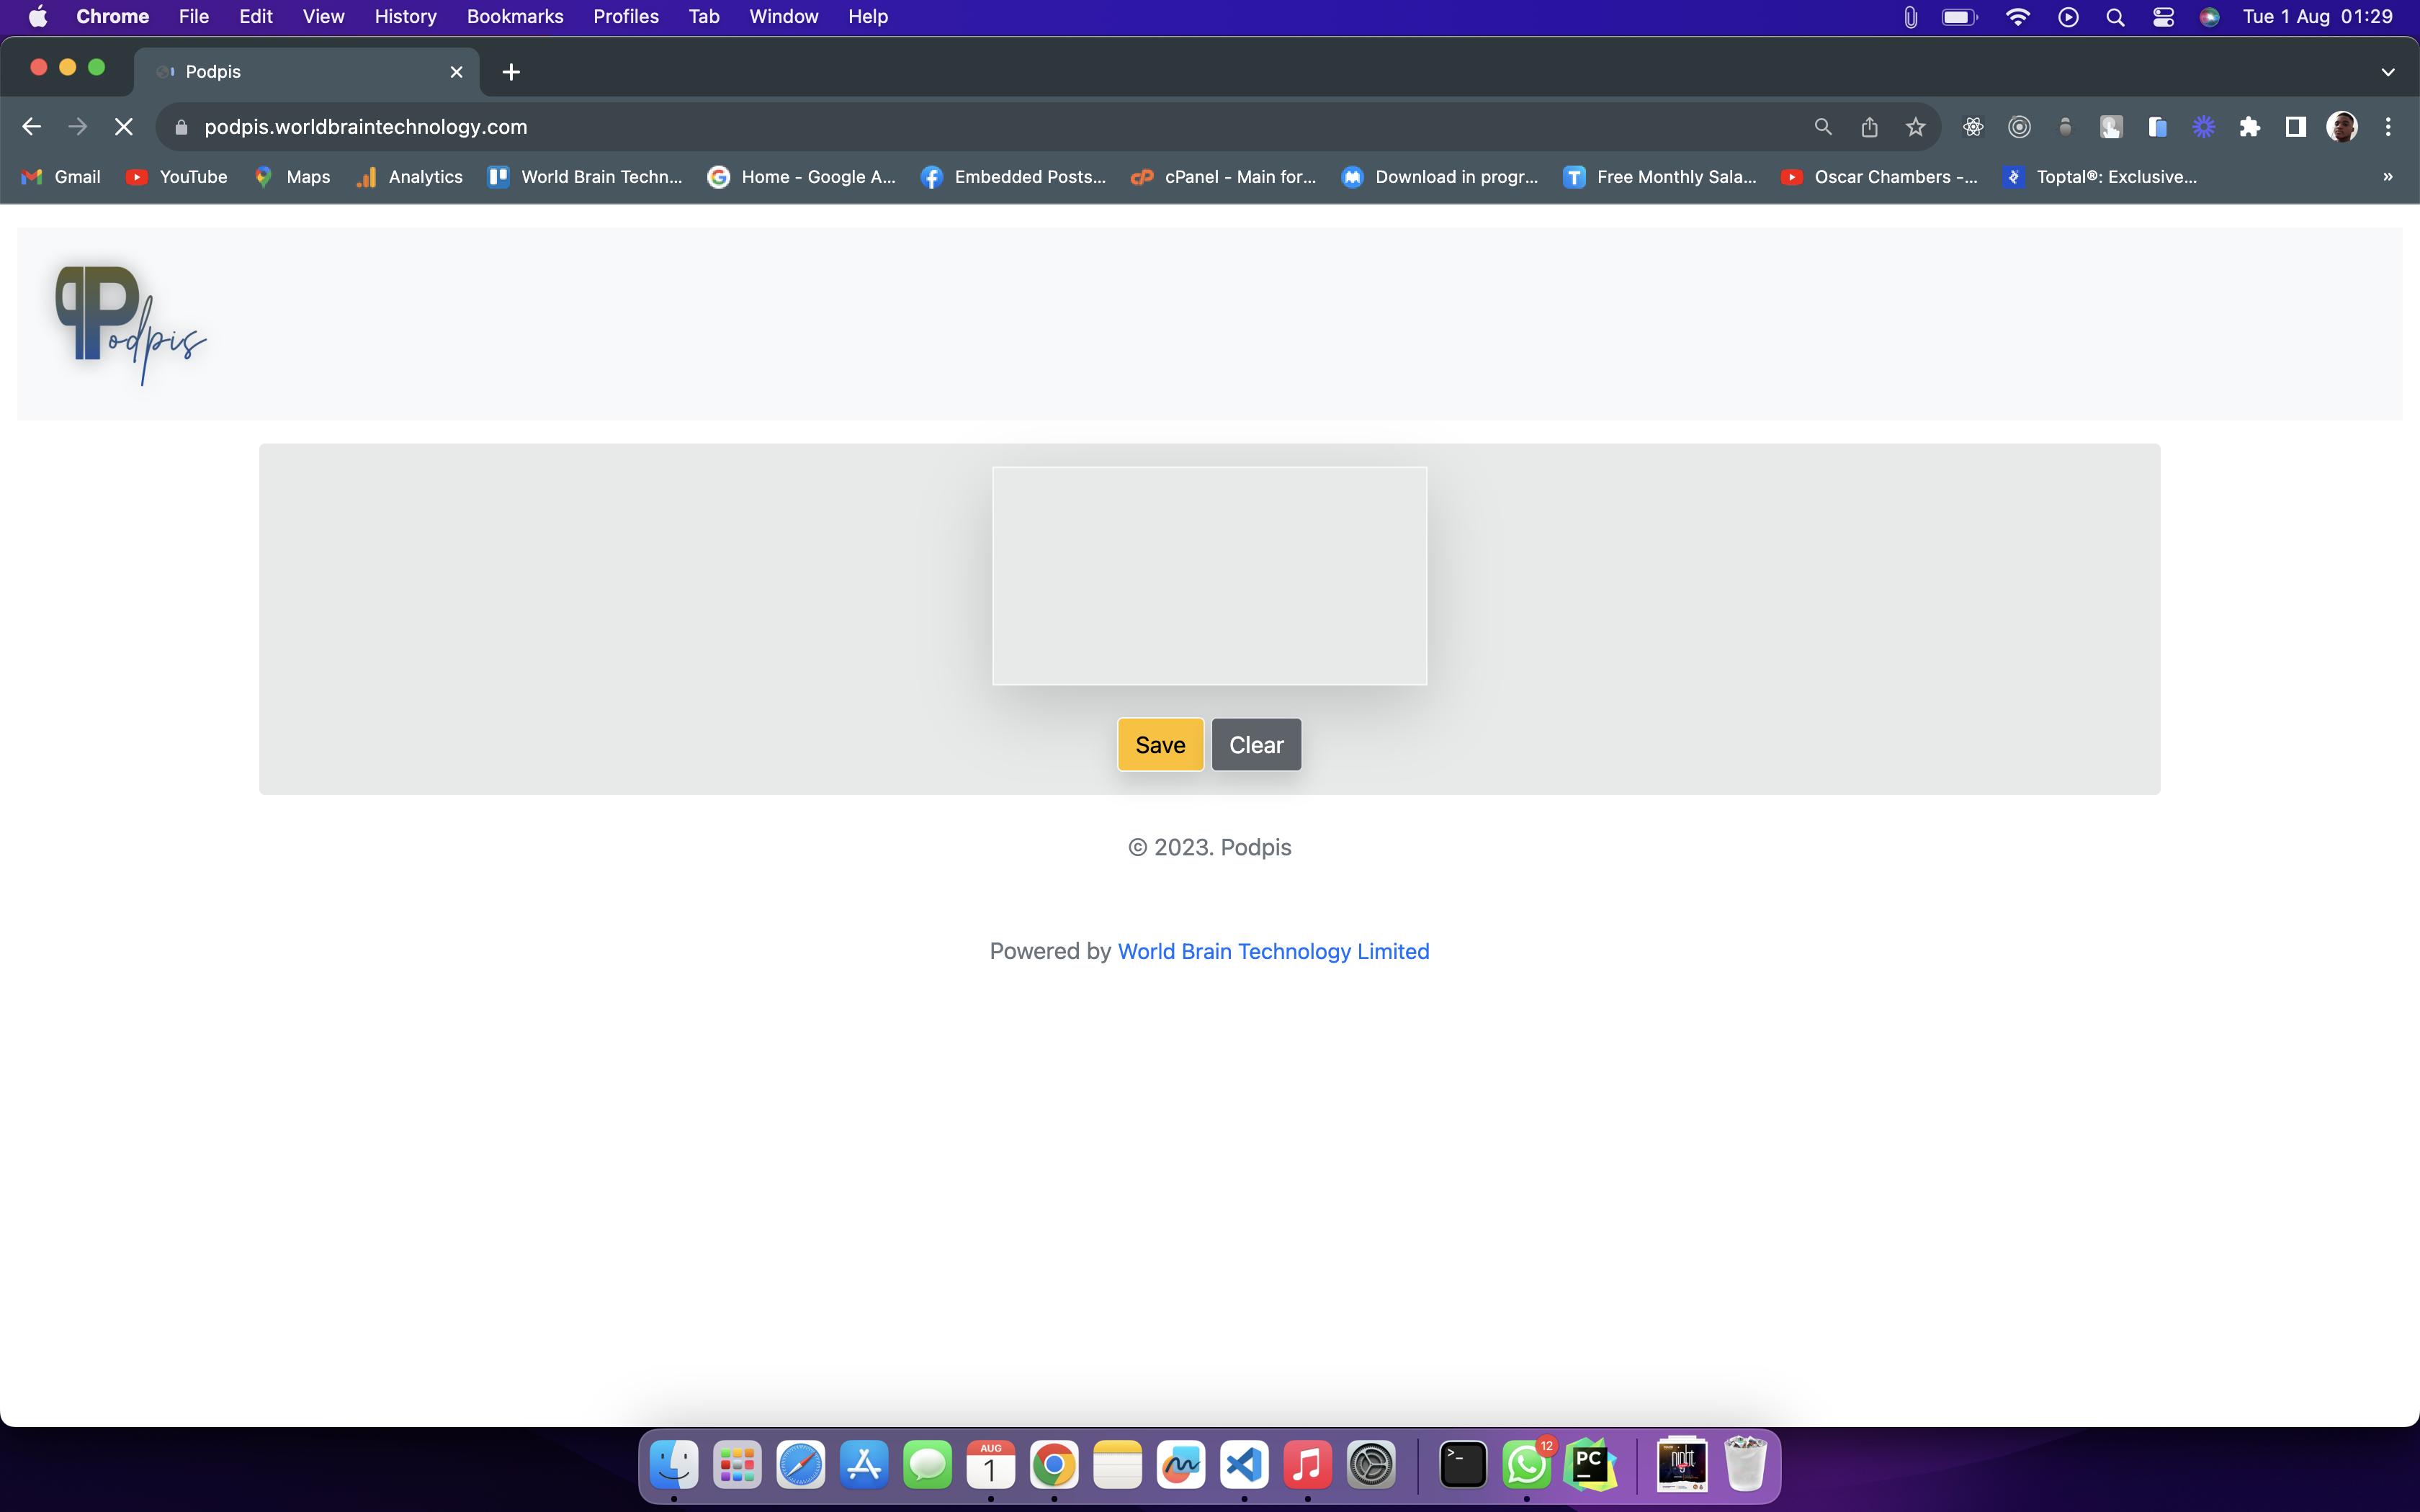 Chrome File Edit View History Bookmarks Profiles Tab Window Help Tue 1 Aug 01:29
Podpis
podpis.worldbraintechnology.com
Gmail YouTube Maps Analytics World Brain Techn... Home - Google A... Embedded Posts... cPanel - Main for... Download in progr... Free Monthly Sala... Oscar Chambers -... Toptal®: Exclusive... »
Podpis
Save Clear
© 2023. Podpis
Powered by World Brain Technology Limited
AUG
1
12
PC
night